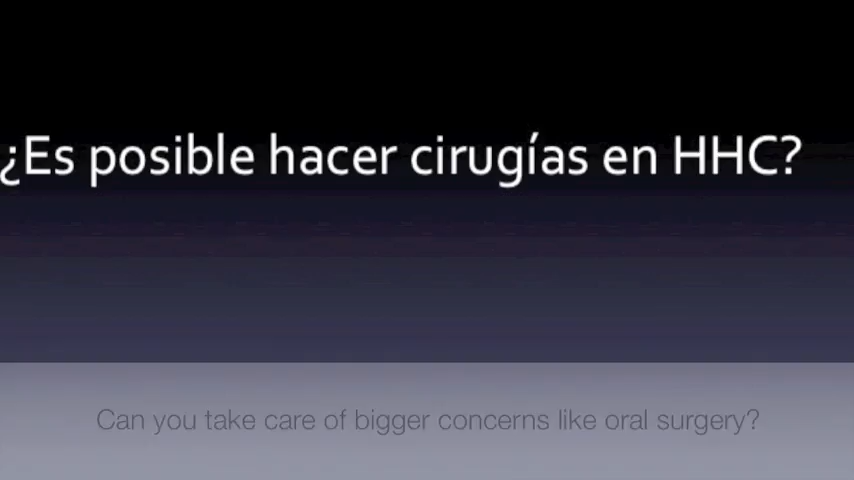 ¿Es posible hacer cirugías en HHC?
Can you take care of bigger concerns like oral surgery?